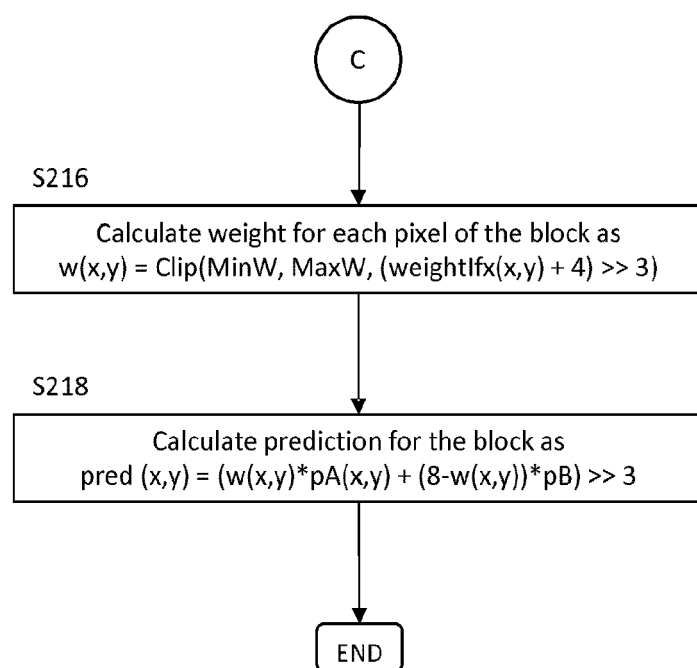 C
S216
Calculate weight for each pixel of the block as
w(x,y) = Clip(MinW, MaxW, (weightIfx(x,y) + 4) >> 3)
S218
Calculate prediction for the block as
pred (x,y) = (w(x,y)*pA(x,y) + (8-w(x,y))*pB) >> 3
END